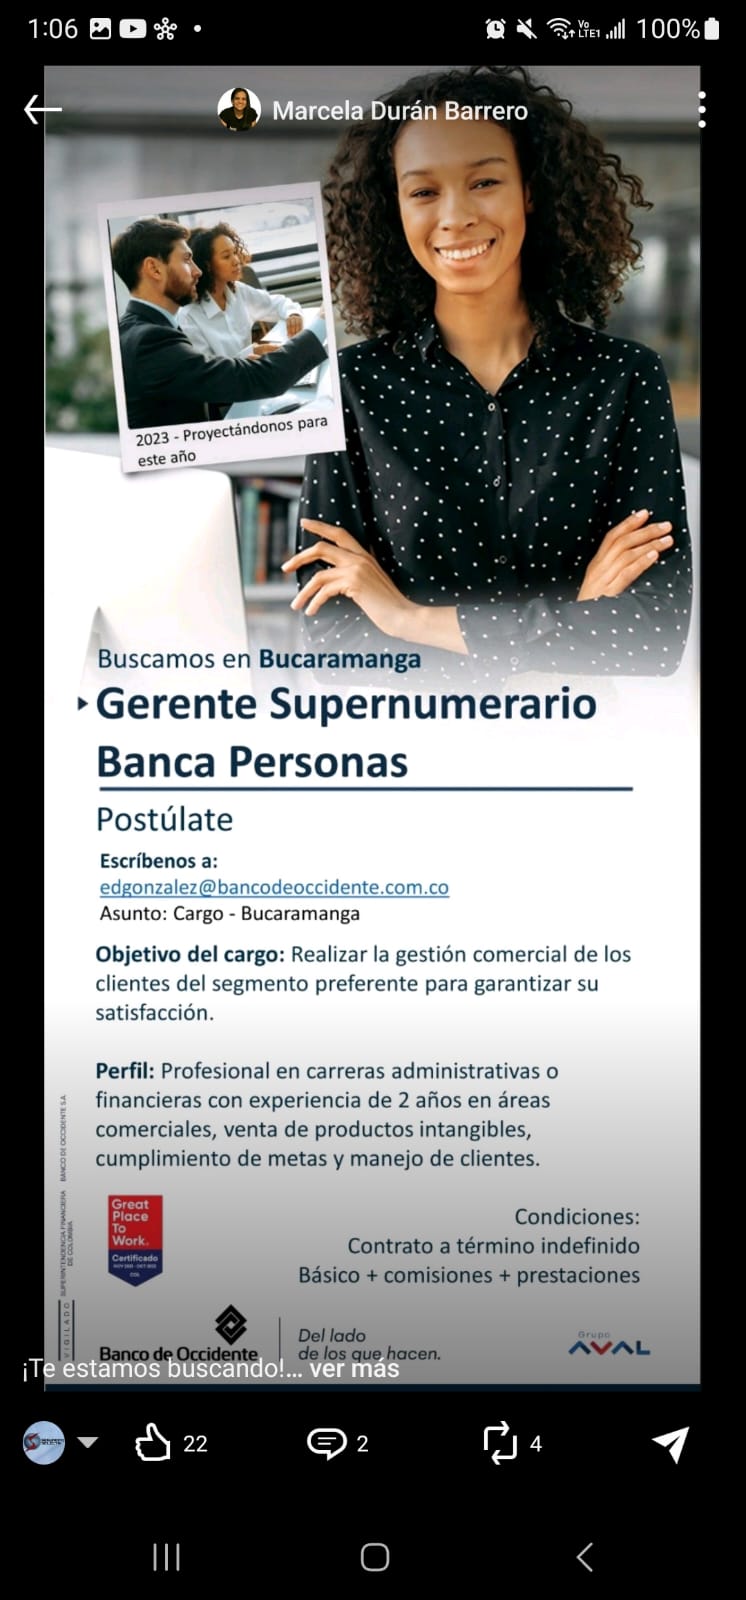 1:06
Vo
LTE1
100%
Marcela Durán Barrero
2023 - Proyectándonos para
este año
Buscamos en Bucaramanga
Gerente Supernumerario
Banca Personas
Postúlate
Escríbenos a:
edgonzalez@bancodeoccidente.com.co
Asunto: Cargo - Bucaramanga
Objetivo del cargo: Realizar la gestión comercial de los
clientes del segmento preferente para garantizar su
satisfacción.
Perfil: Profesional en carreras administrativas o
financieras con experiencia de 2 años en áreas
comerciales, venta de productos intangibles,
cumplimiento de metas y manejo de clientes.
VIGILADO SUPERINTENDENCIA FINANCIERA
DE COLOMBIA
BANCO DE OCCIDENTE S.A.
Great
Place
To
Work.
Certificado
COL
Condiciones:
Contrato a término indefinido
Básico + comisiones + prestaciones
Banco de Occidente
Del lado
de los que hacen.
Grupo
AVAL
¡Te estamos buscando!... ver más
22
2
4